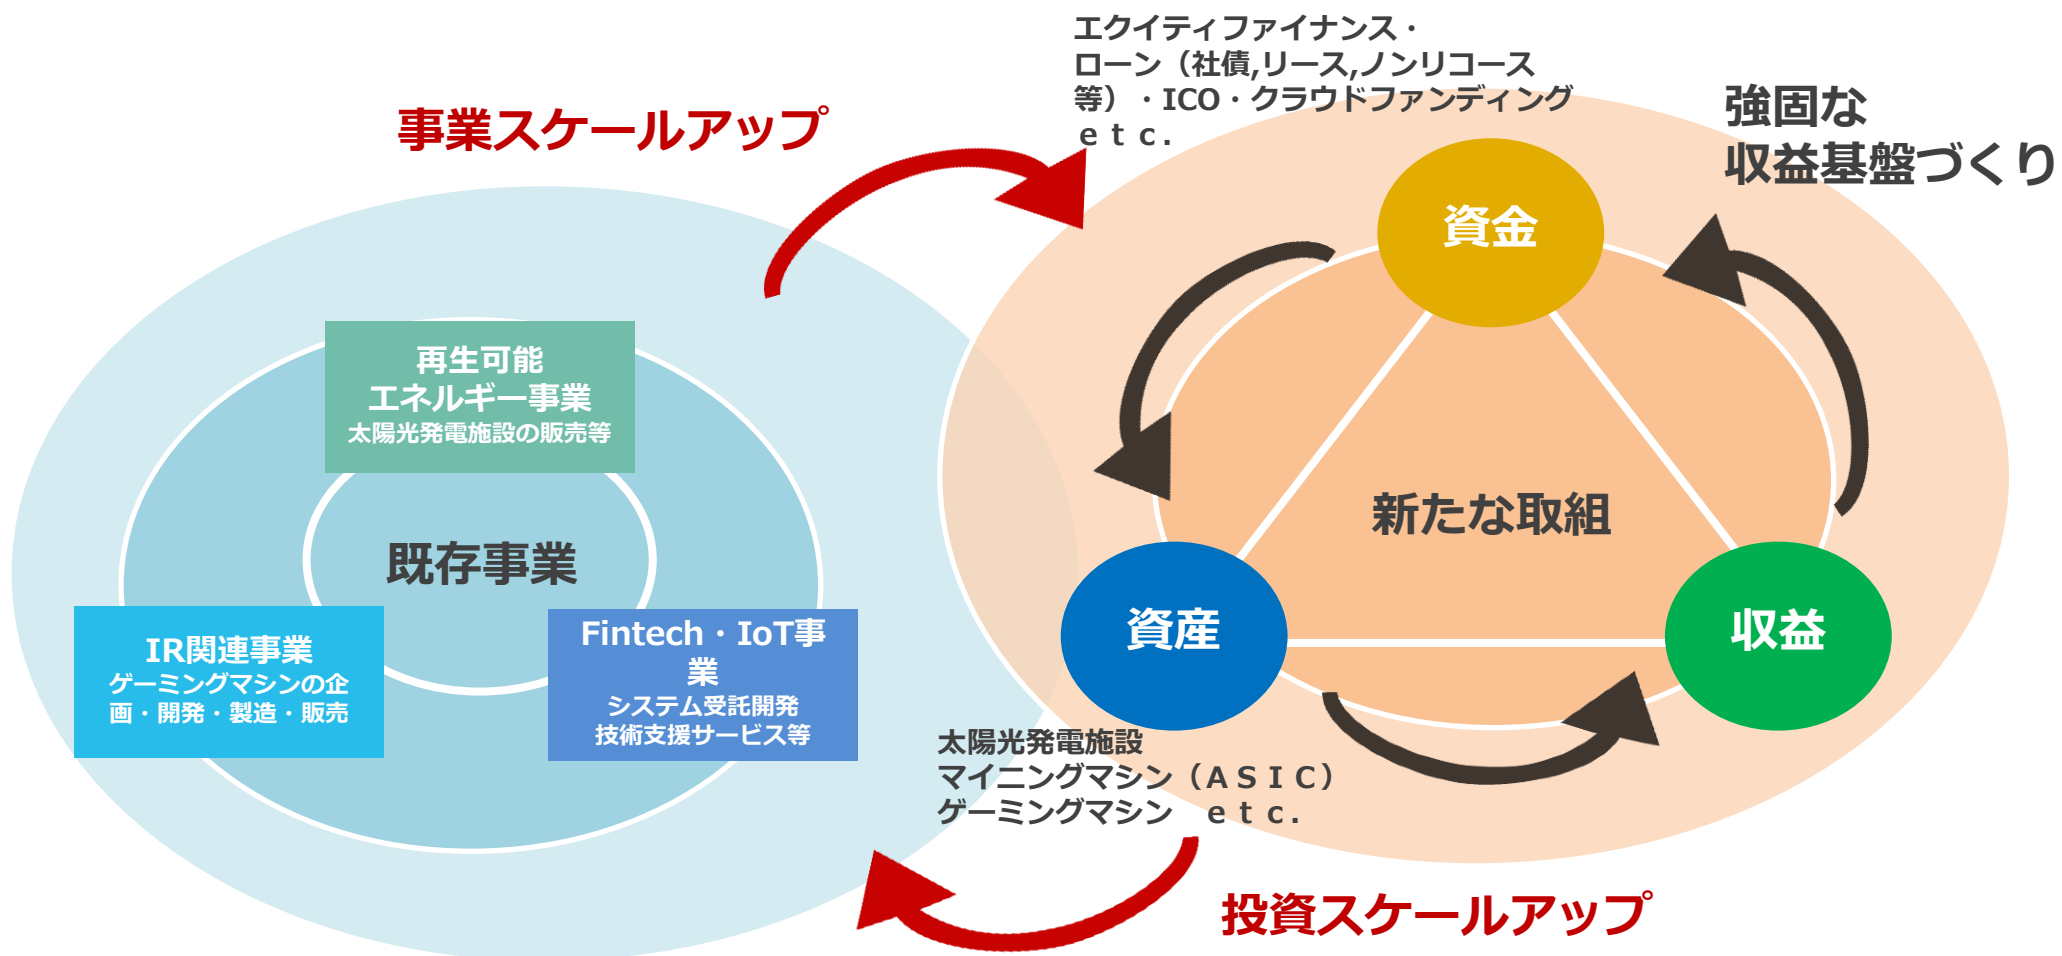 エクイティファイナンス・
ローン（社債,リース,ノンリコース
等）・ICO・クラウドファンディング
ｅｔｃ.
事業スケールアップ
強固な
収益基盤づくり
資金
再生可能
エネルギー事業
太陽光発電施設の販売等
既存事業
IR関連事業
ゲーミングマシンの企
画・開発・製造・販売
Fintech・IoT事
業
システム受託開発
技術支援サービス等
新たな取組
資産
収益
太陽光発電施設
マイニングマシン（ＡＳＩＣ）
ゲーミングマシン　ｅｔｃ.
投資スケールアップ